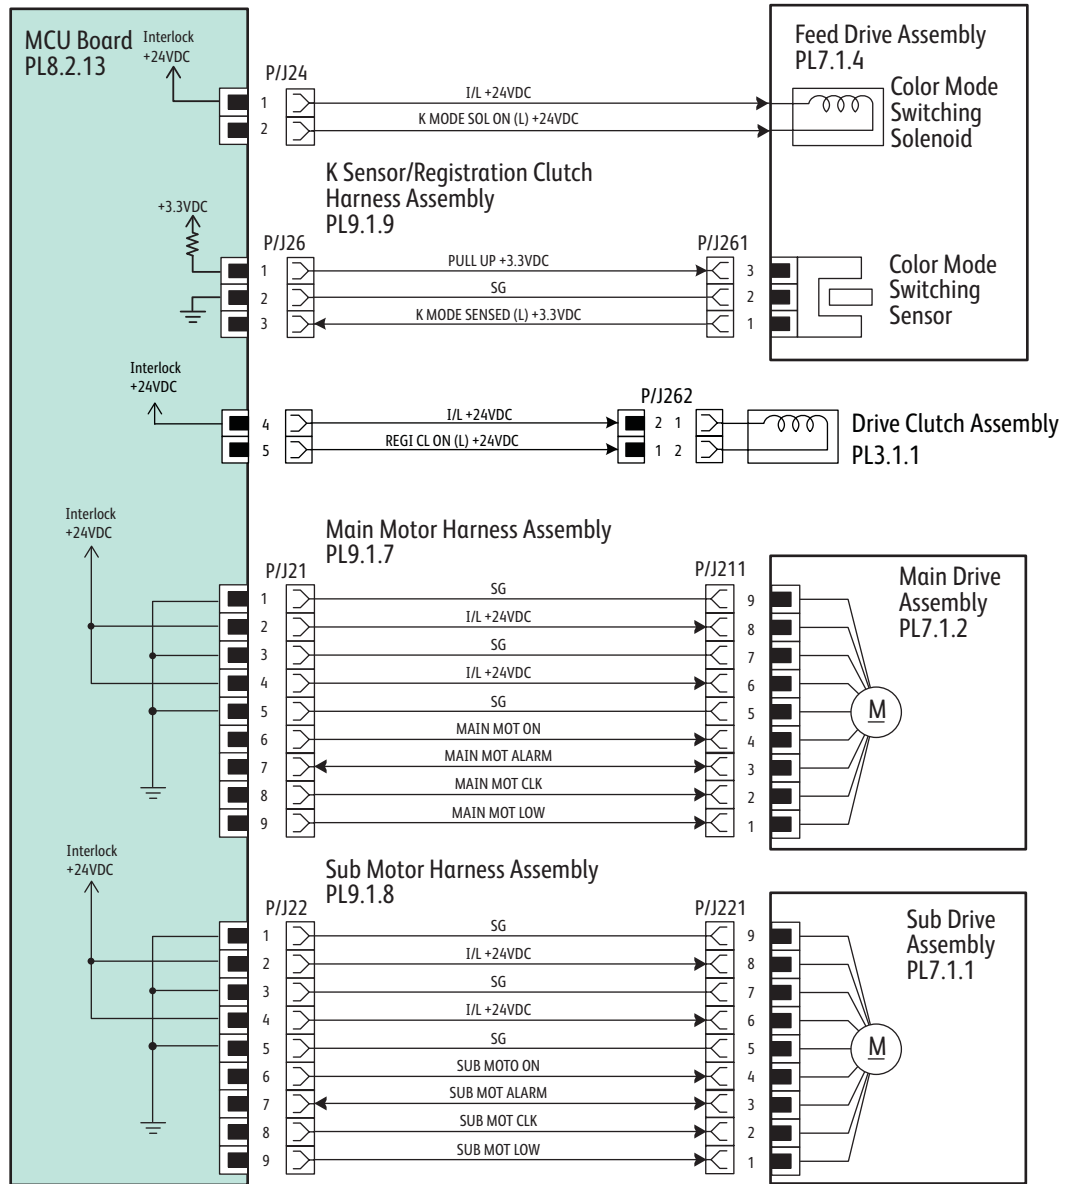 MCU Board
PL8.2.13
Interlock
+24VDC
P/J24
1
2
I/L +24VDC
K MODE SOL ON (L) +24VDC
Feed Drive Assembly
PL7.1.4
Color Mode
Switching
Solenoid
K Sensor/Registration Clutch
Harness Assembly
PL9.1.9
+3.3VDC
P/J26
P/J261
1
PULL UP +3.3VDC
3
2
SG
2
3
K MODE SENSED (L) +3.3VDC
1
Color Mode
Switching
Sensor
Interlock
+24VDC
P/J262
4
I/L +24VDC
2 1
5
REGI CL ON (L) +24VDC
1 2
Drive Clutch Assembly
PL3.1.1
Interlock
+24VDC
Main Motor Harness Assembly
PL9.1.7
P/J21
P/J211
1
SG
9
2
I/L +24VDC
8
3
SG
7
4
I/L +24VDC
6
5
SG
5
6
MAIN MOT ON
4
7
MAIN MOT ALARM
3
8
MAIN MOT CLK
2
9
MAIN MOT LOW
1
Main Drive
Assembly
PL7.1.2
M
Interlock
+24VDC
Sub Motor Harness Assembly
PL9.1.8
P/J22
P/J221
1
SG
9
2
I/L +24VDC
8
3
SG
7
4
I/L +24VDC
6
5
SG
5
6
SUB MOTO ON
4
7
SUB MOT ALARM
3
8
SUB MOT CLK
2
9
SUB MOT LOW
1
Sub Drive
Assembly
PL7.1.1
M